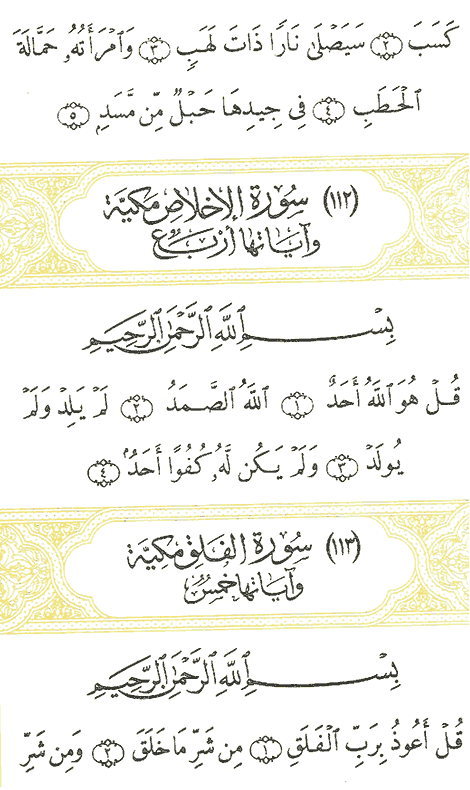 كَسَبَ ﴿٢﴾ سَيَصْلَىٰ نَارًا ذَاتَ لَهَبٍ ﴿٣﴾ وَٱمْرَأَتُهُۥ حَمَّالَةَ
ٱلْحَطَبِ ﴿٤﴾ فِى جِيدِهَا حَبْلٌ مِّن مَّسَدٍۭ ﴿٥﴾
(١١٢) سُورَةُ الإِخْلَاصِ مَكِيَّة
وَآيَاتُهَا أَرْبَعٌ
بِسْمِ ٱللَّهِ ٱلرَّحْمَٰنِ ٱلرَّحِيمِ
قُلْ هُوَ ٱللَّهُ أَحَدٌ ﴿١﴾ ٱللَّهُ ٱلصَّمَدُ ﴿٢﴾ لَمْ يَلِدْ وَلَمْ
يُولَدْ ﴿٣﴾ وَلَمْ يَكُن لَّهُۥ كُفُوًا أَحَدٌۢ ﴿٤﴾
(١١٣) سُورَةُ الفَلَقِ مَكِيَّة
وَآيَاتُهَا خَمْسٌ
بِسْمِ ٱللَّهِ ٱلرَّحْمَٰنِ ٱلرَّحِيمِ
قُلْ أَعُوذُ بِرَبِّ ٱلْفَلَقِ ﴿١﴾ مِن شَرِّ مَا خَلَقَ ﴿٢﴾ وَمِن شَرِّ